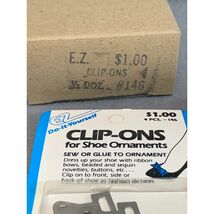 E.Z. $1.00
CLIP-ONS
½ DOZ. #146
E.Z.
Do-it-Yourself
$1.00
4 PCS. - 146
CLIP-ONS
for Shoe Ornaments
SEW OR GLUE TO ORNAMENT
Dress up your shoe with ribbon
bows, beaded and sequin
novelties, buttons, etc...
Clip on front, side or
back of shoe as fashion dictates.